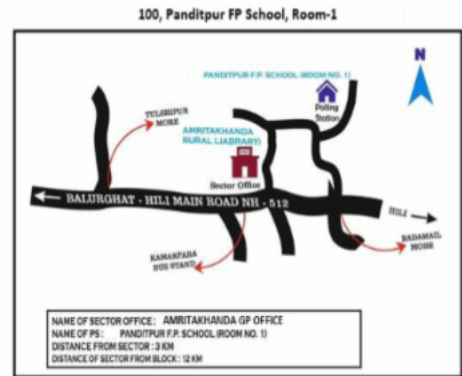 100, Panditpur FP School, Room-1
N
PANDITPUR F.P. SCHOOL (ROOM NO. 1)
Polling
Station
TULSHIPUR
MORE
AMRITAKHANDA
RURAL L(ABRARY)
Sector Office
BALURGHAT - HILI MAIN ROAD NH - 512
HILI
KAMARPARA
BUS STAND
BADAMAIL
MORE
NAME OF SECTOR OFFICE : AMRITAKHANDA GP OFFICE
NAME OF PS : PANDITPUR F.P. SCHOOL (ROOM NO. 1)
DISTANCE FROM SECTOR : 3 KM
DISTANCE OF SECTOR FROM BLOCK : 12 KM